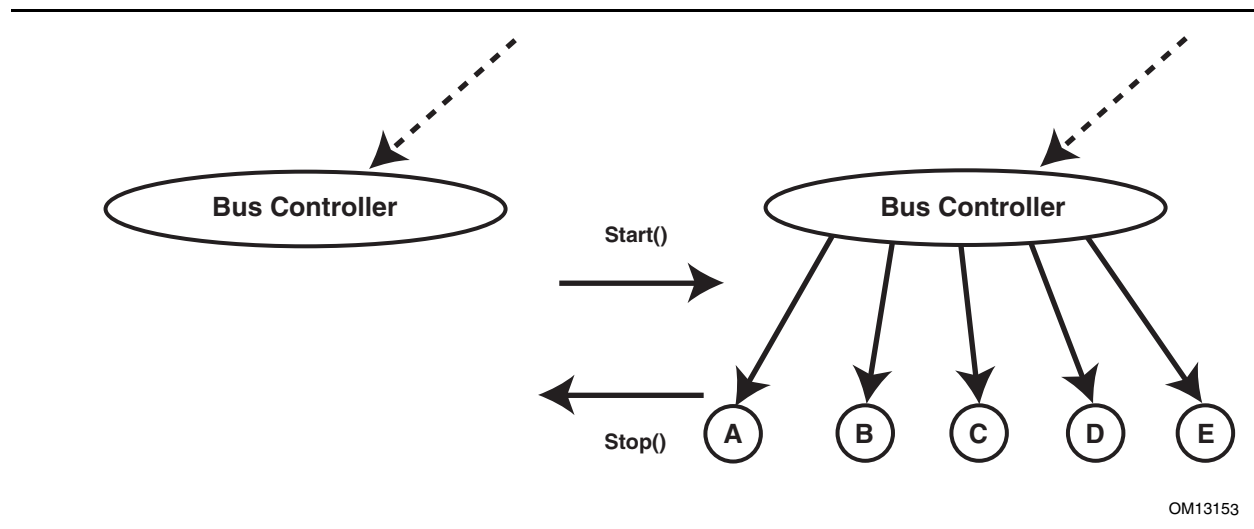 Bus Controller
Bus Controller
Start()
Stop()
A
B
C
D
E
OM13153